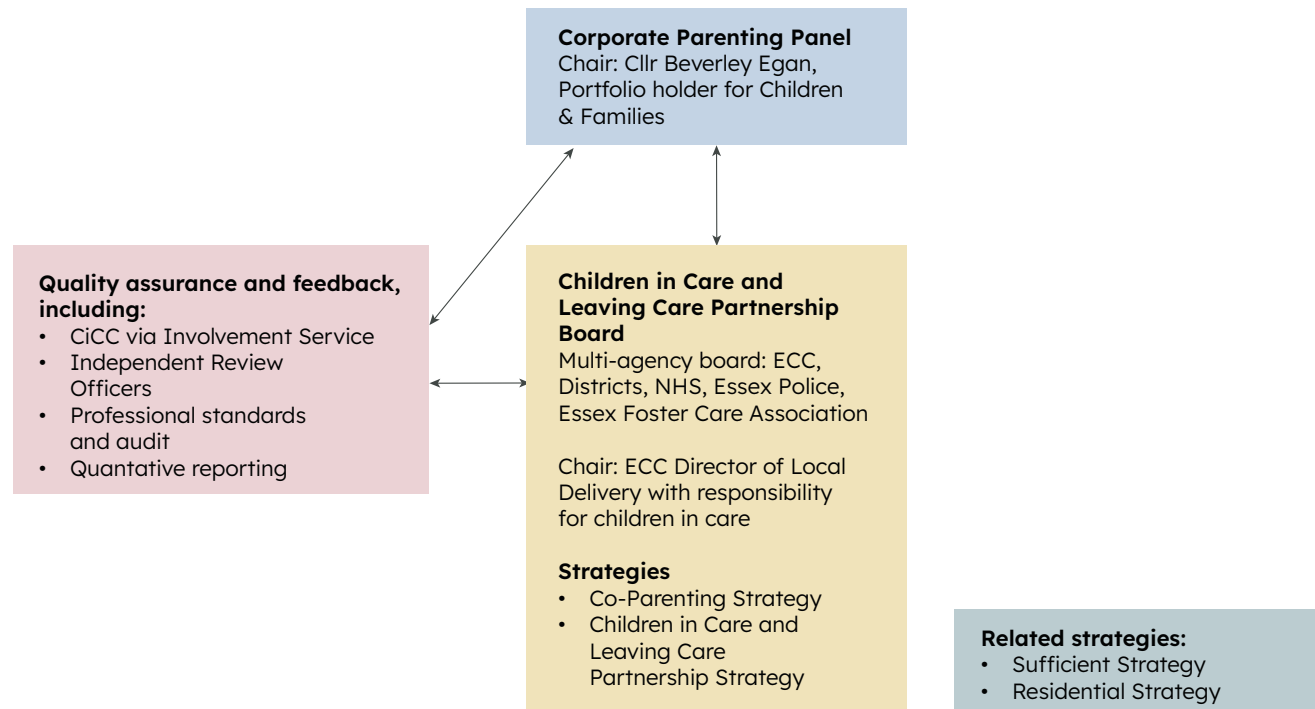 Corporate Parenting Panel
Chair: Cllr Beverley Egan,
Portfolio holder for Children
& Families
Quality assurance and feedback,
including:
• CiCC via Involvement Service
• Independent Review
Officers
• Professional standards
and audit
• Quantative reporting
Children in Care and
Leaving Care Partnership
Board
Multi-agency board: ECC,
Districts, NHS, Essex Police,
Essex Foster Care Association
Chair: ECC Director of Local
Delivery with responsibility
for children in care
Strategies
• Co-Parenting Strategy
• Children in Care and
Leaving Care
Partnership Strategy
Related strategies:
• Sufficient Strategy
• Residential Strategy